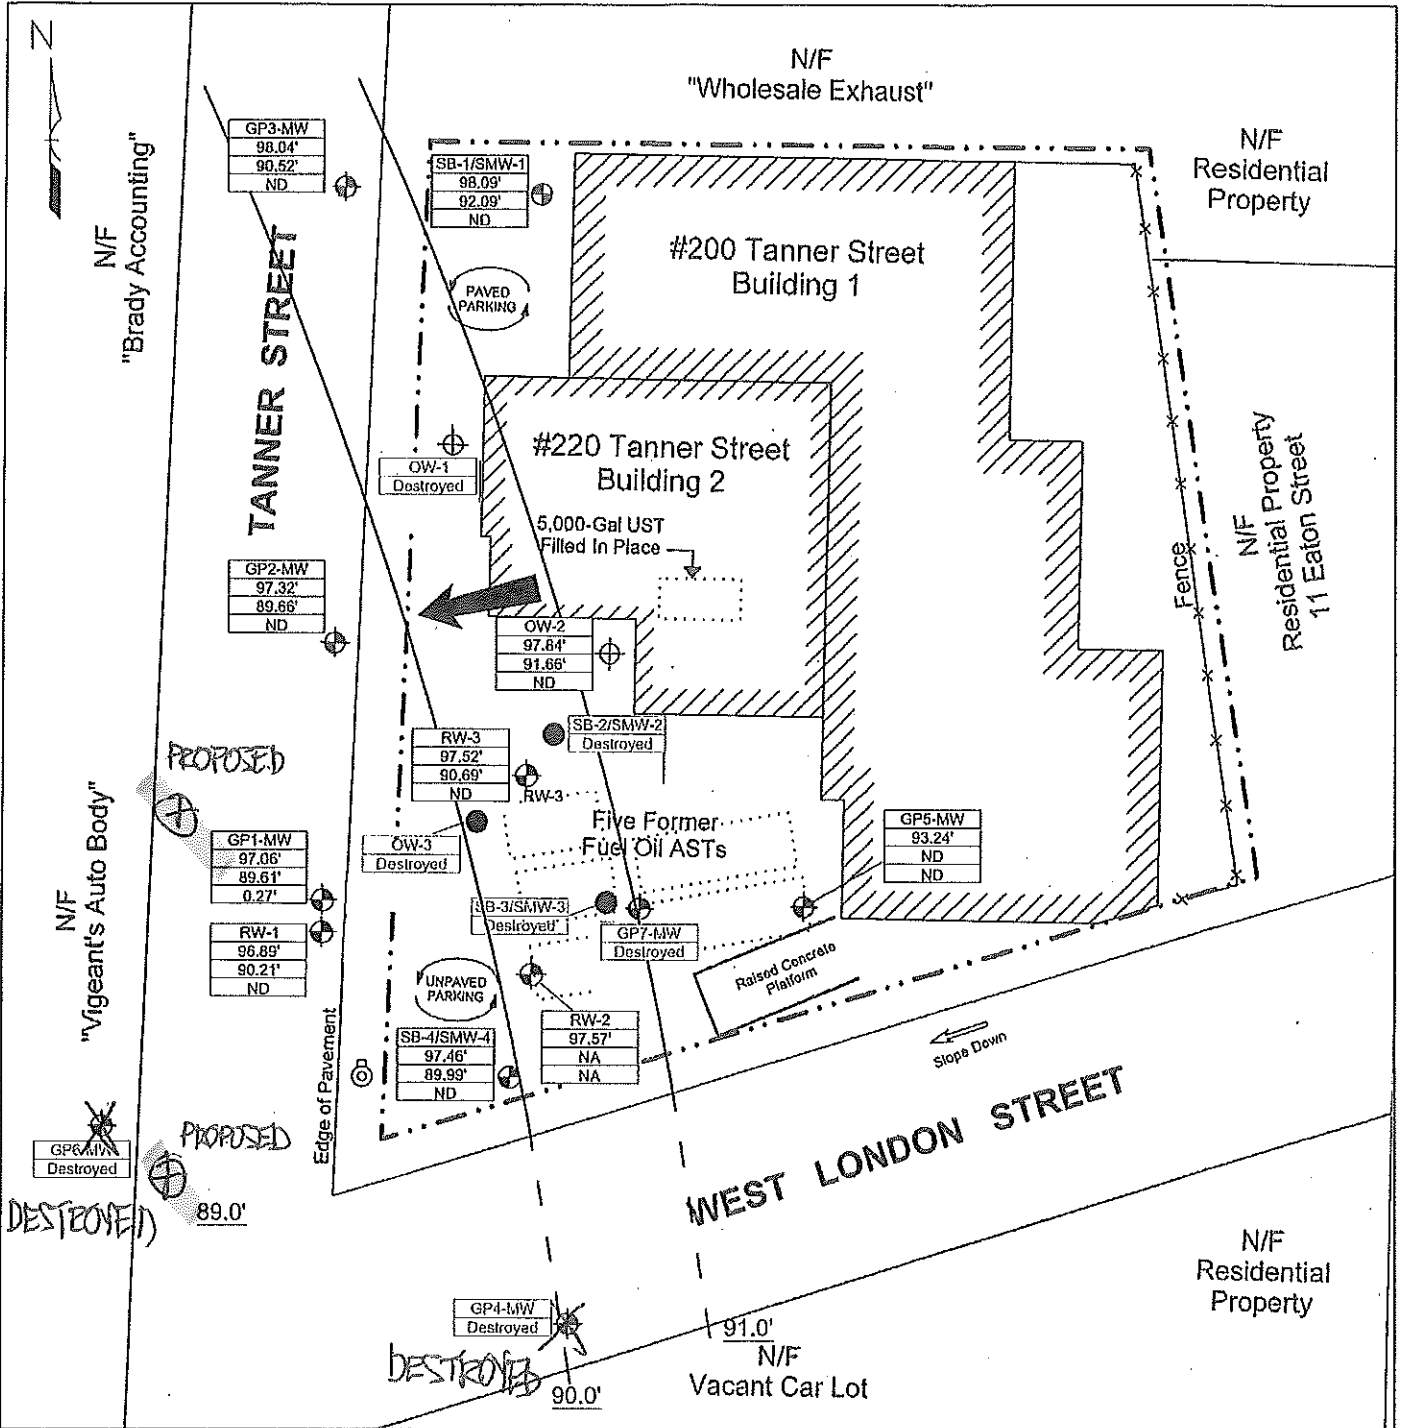 N
N/F
"Wholesale Exhaust"
N/F
Residential
Property
GP3-MW
98.04'
90.52'
ND
SB-1/SMW-1
98.09'
92.09'
ND
N/F
"Brady Accounting"
TANNER STREET
PAVED
PARKING
#200 Tanner Street
Building 1
OW-1
Destroyed
#220 Tanner Street
Building 2
5,000-Gal UST
Filled In Place
N/F
Residential Property
11 Eaton Street
Fence
GP2-MW
97.32'
89.66'
ND
OW-2
97.84'
91.66'
ND
SB-2/SMW-2
Destroyed
RW-3
97.52'
90.69'
ND
RW-3
PROPOSED
N/F
"Vigeant's Auto Body"
GP1-MW
97.06'
89.61'
0.27'
OW-3
Destroyed
Five Former
Fuel Oil ASTs
GP5-MW
93.24'
ND
ND
RW-1
96.89'
90.21'
ND
SB-3/SMW-3
Destroyed
GP7-MW
Destroyed
Raised Concrete
Platform
UNPAVED
PARKING
RW-2
97.57'
NA
NA
SB-4/SMW-4
97.46'
89.99'
ND
Edge of Pavement
Slope Down
WEST LONDON STREET
GP6-MW
Destroyed
PROPOSED
DESTROYED
89.0'
GP4-MW
Destroyed
DESTROYED
90.0'
91.0'
N/F
Vacant Car Lot
N/F
Residential
Property